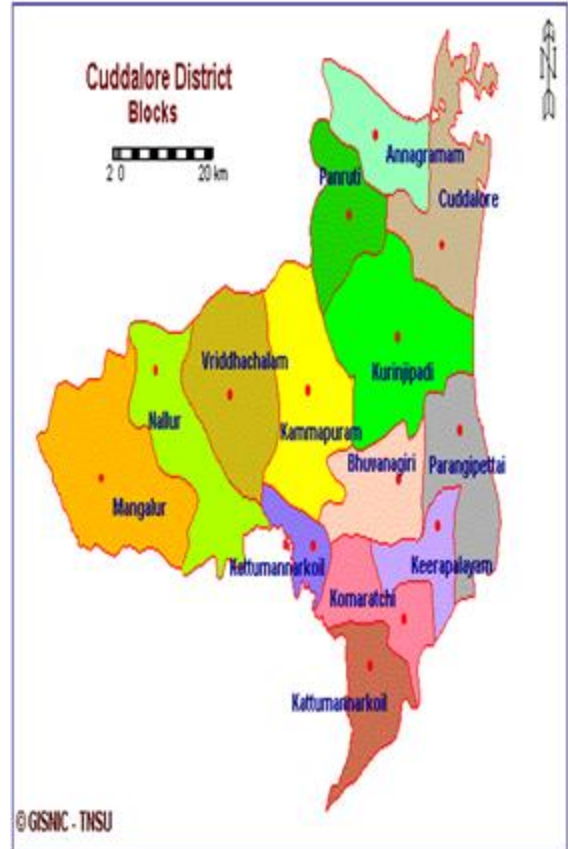 Cuddalore District
Blocks
2 0 20 km
N
Annagramam
Panruti
Cuddalore
Vriddhachalam
Kurinjipadi
Nallur
Kammapuram
Bhuvanagiri
Parangipettai
Mangalur
Kattumannarkoil
Keerapalayam
Komaratchi
Kattumannarkoil
© GISNIC - TNSU